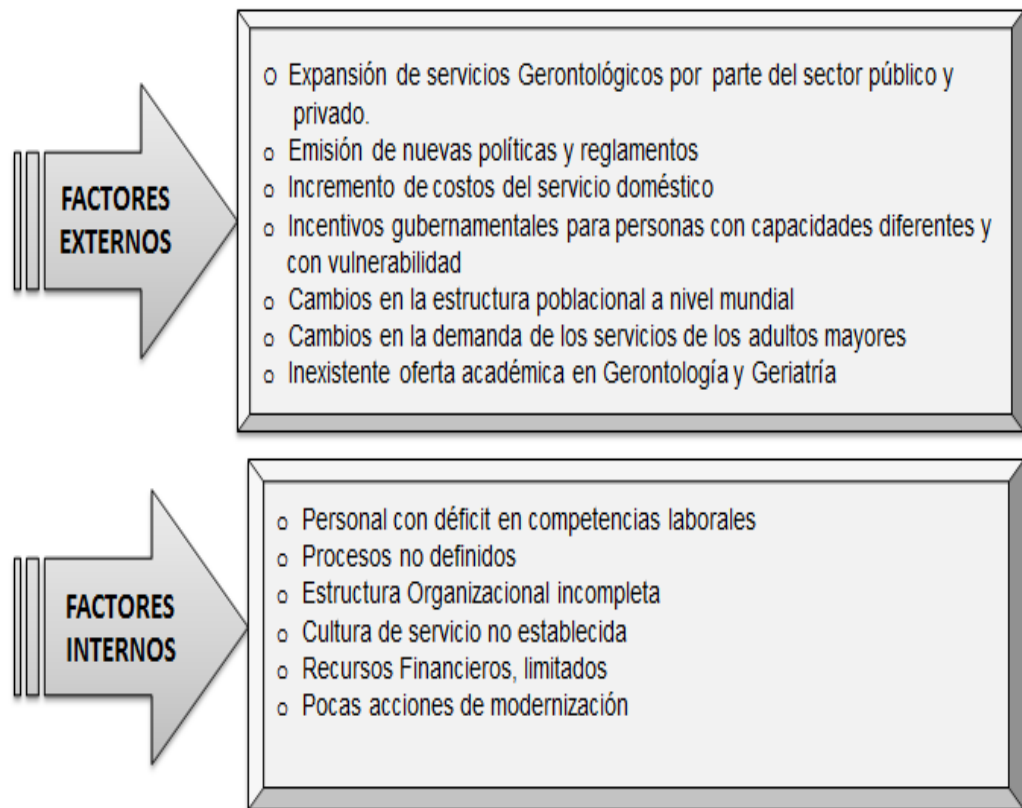 FACTORES
EXTERNOS
o Expansión de servicios Gerontológicos por parte del sector público y
privado.
o Emisión de nuevas políticas y reglamentos
o Incremento de costos del servicio doméstico
o Incentivos gubernamentales para personas con capacidades diferentes y
con vulnerabilidad
o Cambios en la estructura poblacional a nivel mundial
o Cambios en la demanda de los servicios de los adultos mayores
o Inexistente oferta académica en Gerontología y Geriatría
FACTORES
INTERNOS
o Personal con déficit en competencias laborales
o Procesos no definidos
o Estructura Organizacional incompleta
o Cultura de servicio no establecida
o Recursos Financieros, limitados
o Pocas acciones de modernización